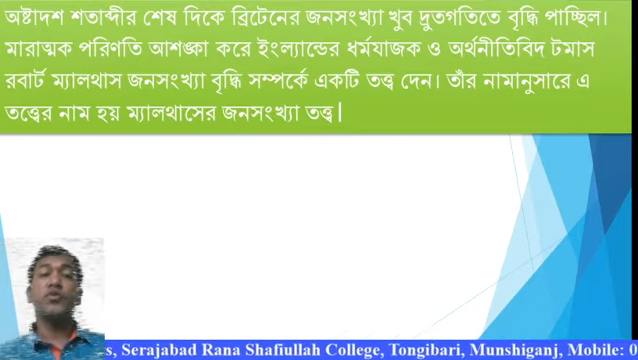 অষ্টাদশ শতাব্দীর শেষ দিকে ব্রিটেনের জনসংখ্যা খুব দ্রুতগতিতে বৃদ্ধি পাচ্ছিল।
মারাত্মক পরিণতি আশঙ্কা করে ইংল্যান্ডের ধর্মযাজক ও অর্থনীতিবিদ টমাস
রবার্ট ম্যালথাস জনসংখ্যা বৃদ্ধি সম্পর্কে একটি তত্ত্ব দেন। তাঁর নামানুসারে এ
তত্ত্বের নাম হয় ম্যালথাসের জনসংখ্যা তত্ত্ব|
s, Serajabad Rana Shafiullah College, Tongibari, Munshiganj, Mobile: 0